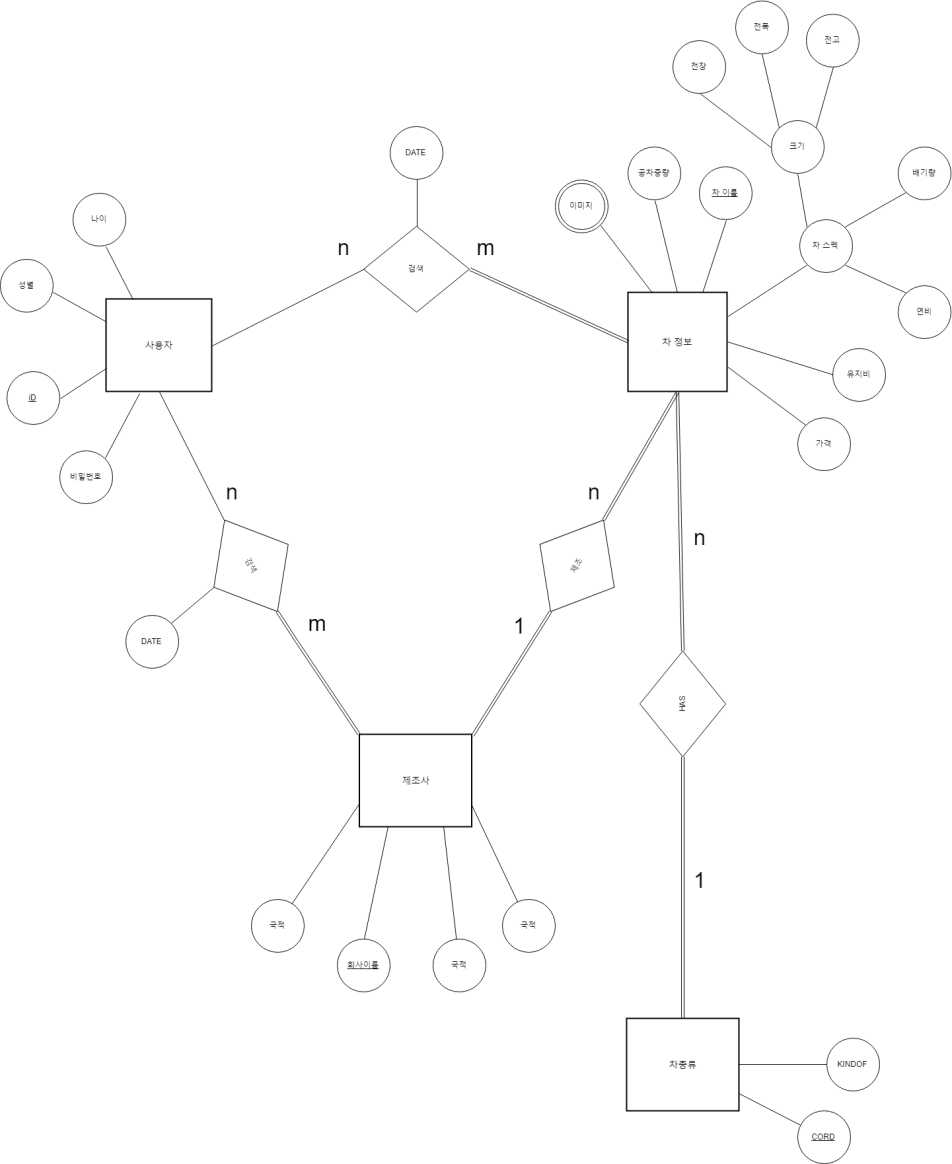 전폭
전고
전장
크기
DATE
배기량
공차중량
차 이름
이미지
나이
차 스펙
n
m
검색
성별
연비
사용자
차 정보
유지비
iD
가격
비밀번호
n
n
n
검색
제조
m
1
DATE
HAS
제조사
1
국적
국적
회사이름
국적
차종류
KINDOF
CORD